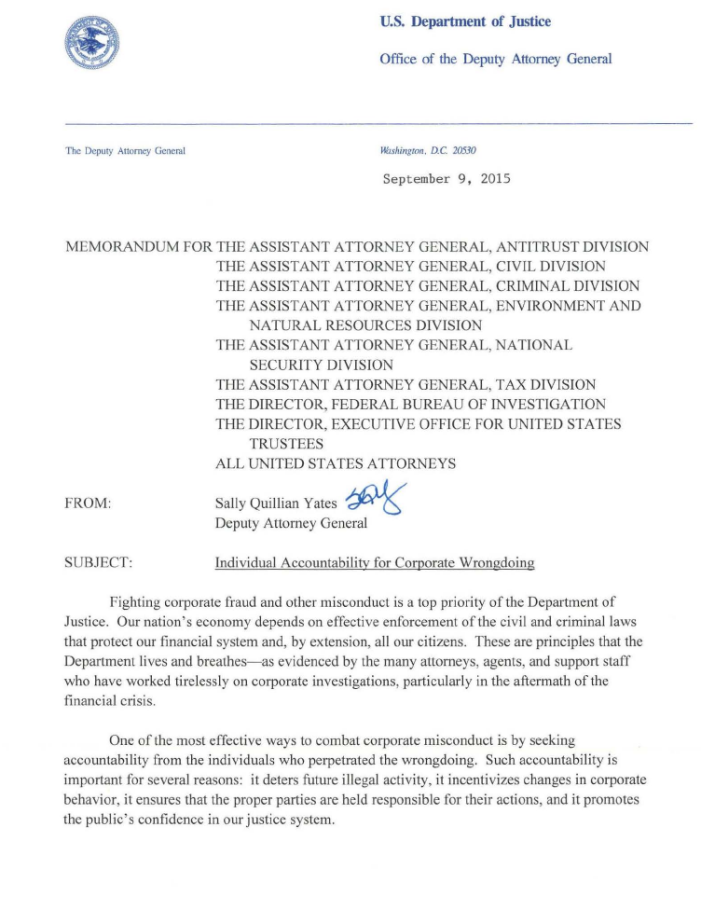 U.S. Department of Justice
Office of the Deputy Attorney General
The Deputy Attorney General
Washington, D.C. 20530
September 9, 2015
MEMORANDUM FOR THE ASSISTANT ATTORNEY GENERAL, ANTITRUST DIVISION
THE ASSISTANT ATTORNEY GENERAL, CIVIL DIVISION
THE ASSISTANT ATTORNEY GENERAL, CRIMINAL DIVISION
THE ASSISTANT ATTORNEY GENERAL, ENVIRONMENT AND
NATURAL RESOURCES DIVISION
THE ASSISTANT ATTORNEY GENERAL, NATIONAL
SECURITY DIVISION
THE ASSISTANT ATTORNEY GENERAL, TAX DIVISION
THE DIRECTOR, FEDERAL BUREAU OF INVESTIGATION
THE DIRECTOR, EXECUTIVE OFFICE FOR UNITED STATES
TRUSTEES
ALL UNITED STATES ATTORNEYS
FROM: Sally Quillian Yates
Deputy Attorney General
SUBJECT: Individual Accountability for Corporate Wrongdoing
Fighting corporate fraud and other misconduct is a top priority of the Department of
Justice. Our nation's economy depends on effective enforcement of the civil and criminal laws
that protect our financial system and, by extension, all our citizens. These are principles that the
Department lives and breathes—as evidenced by the many attorneys, agents, and support staff
who have worked tirelessly on corporate investigations, particularly in the aftermath of the
financial crisis.
One of the most effective ways to combat corporate misconduct is by seeking
accountability from the individuals who perpetrated the wrongdoing. Such accountability is
important for several reasons: it deters future illegal activity, it incentivizes changes in corporate
behavior, it ensures that the proper parties are held responsible for their actions, and it promotes
the public's confidence in our justice system.